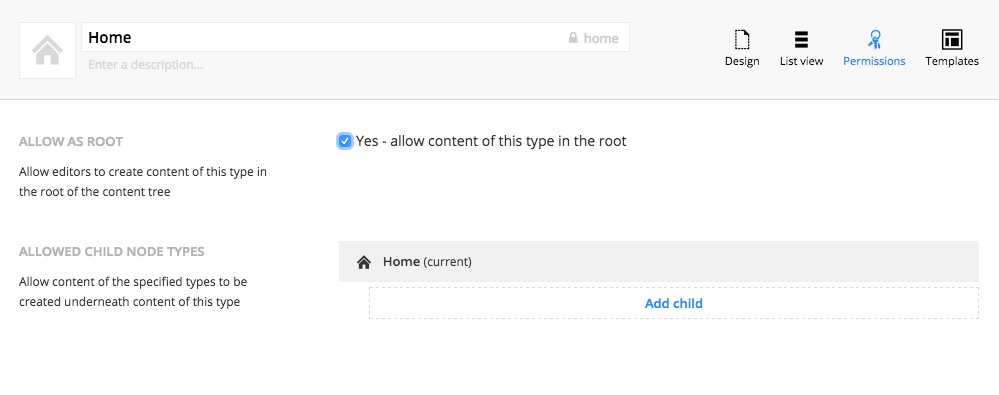 Home
home
Enter a description...
Design
List view
Permissions
Templates
ALLOW AS ROOT
Allow editors to create content of this type in
the root of the content tree
Yes - allow content of this type in the root
ALLOWED CHILD NODE TYPES
Allow content of the specified types to be
created underneath content of this type
Home (current)
Add child